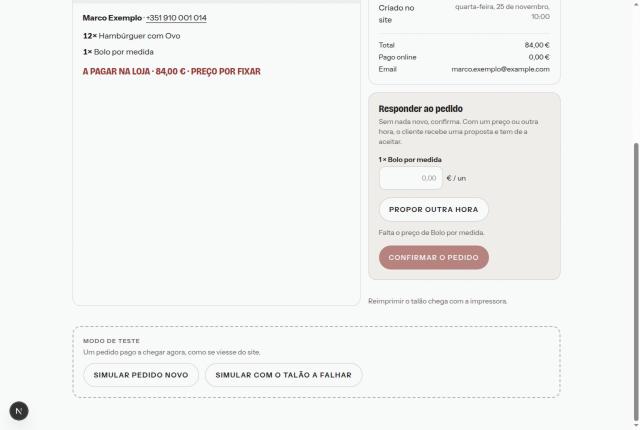 Marco Exemplo · +351 910 001 014
12× Hambúrguer com Ovo
1× Bolo por medida
A PAGAR NA LOJA · 84,00 € · PREÇO POR FIXAR
Criado no site
quarta-feira, 25 de novembro, 10:00
Total 84,00 €
Pago online 0,00 €
Email marco.exemplo@example.com
Responder ao pedido
Sem nada novo, confirma. Com um preço ou outra
hora, o cliente recebe uma proposta e tem de a
aceitar.
1× Bolo por medida
0,00 € / un
PROPOR OUTRA HORA
Falta o preço de Bolo por medida.
CONFIRMAR O PEDIDO
Reimprimir o talão chega com a impressora.
MODO DE TESTE
Um pedido pago a chegar agora, como se viesse do site.
SIMULAR PEDIDO NOVO SIMULAR COM O TALÃO A FALHAR
N